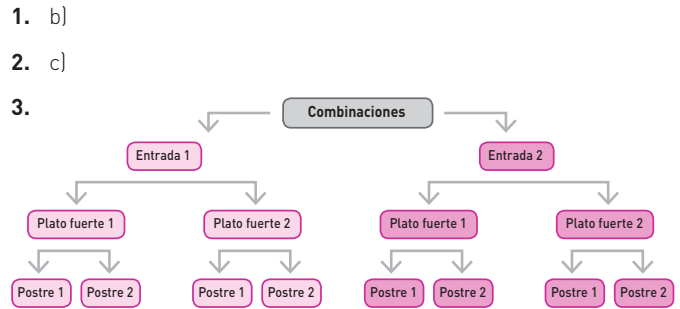 1. b)
2. c)
3.
Combinaciones
Entrada 1 Entrada 2
Plato fuerte 1 Plato fuerte 2 Plato fuerte 1 Plato fuerte 2
Postre 1 Postre 2 Postre 1 Postre 2 Postre 1 Postre 2 Postre 1 Postre 2